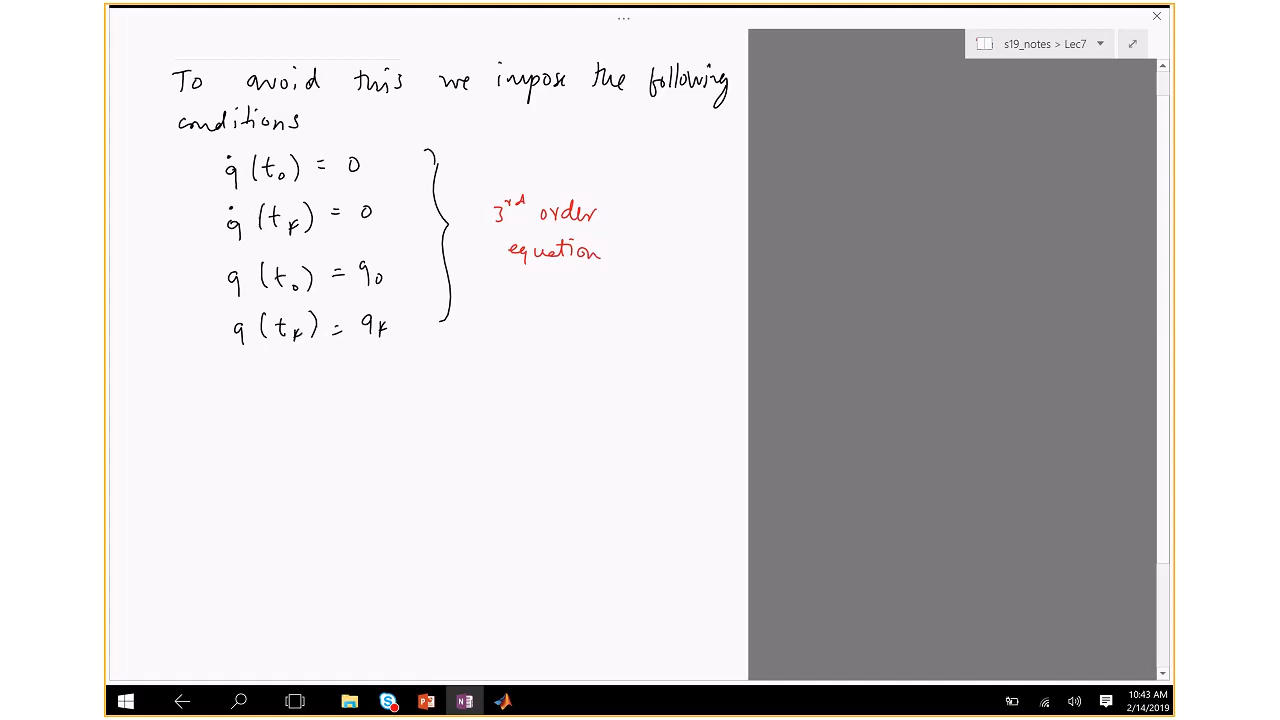 ...
s19_notes > Lec7
To avoid this we impose the following
conditions
q̇ (t₀) = 0
q̇ (t_f) = 0
q (t₀) = q₀
q (t_f) = q_f
3rd order
equation
10:43 AM
2/14/2019